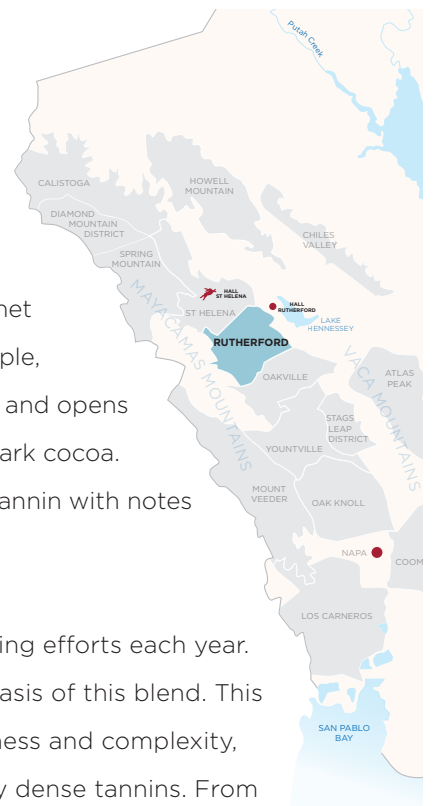 Putah Creek
CALISTOGA
HOWELL
MOUNTAIN
DIAMOND
MOUNTAIN
DISTRICT
CHILES
VALLEY
SPRING
MOUNTAIN
HALL
ST HELENA
ST HELENA
HALL
RUTHERFORD
LAKE
HENNESSEY
MAYACAMAS MOUNTAINS
RUTHERFORD
VACA MOUNTAINS
OAKVILLE
ATLAS
PEAK
STAGS
LEAP
DISTRICT
YOUNTVILLE
MOUNT
VEEDER
OAK KNOLL
NAPA
COOM
LOS CARNEROS
SAN PABLO
BAY
net
ple,
and opens
ark cocoa.
annin with notes
ing efforts each year.
asis of this blend. This
ness and complexity,
y dense tannins. From